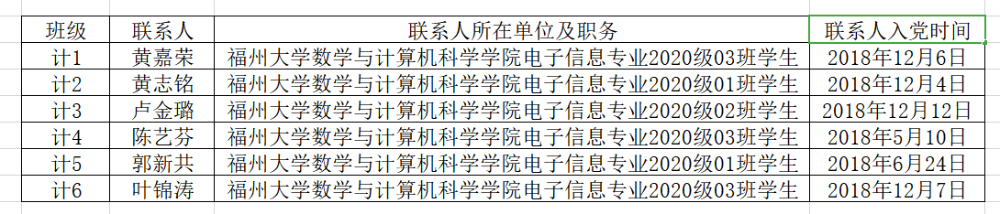 班级 联系人 联系人所在单位及职务 联系人入党时间
计1 黄嘉荣 福州大学数学与计算机科学学院电子信息专业2020级03班学生 2018年12月6日
计2 黄志铭 福州大学数学与计算机科学学院电子信息专业2020级01班学生 2018年12月4日
计3 卢金璐 福州大学数学与计算机科学学院电子信息专业2020级02班学生 2018年12月12日
计4 陈艺芬 福州大学数学与计算机科学学院电子信息专业2020级03班学生 2018年5月10日
计5 郭新共 福州大学数学与计算机科学学院电子信息专业2020级01班学生 2018年6月24日
计6 叶锦涛 福州大学数学与计算机科学学院电子信息专业2020级03班学生 2018年12月7日